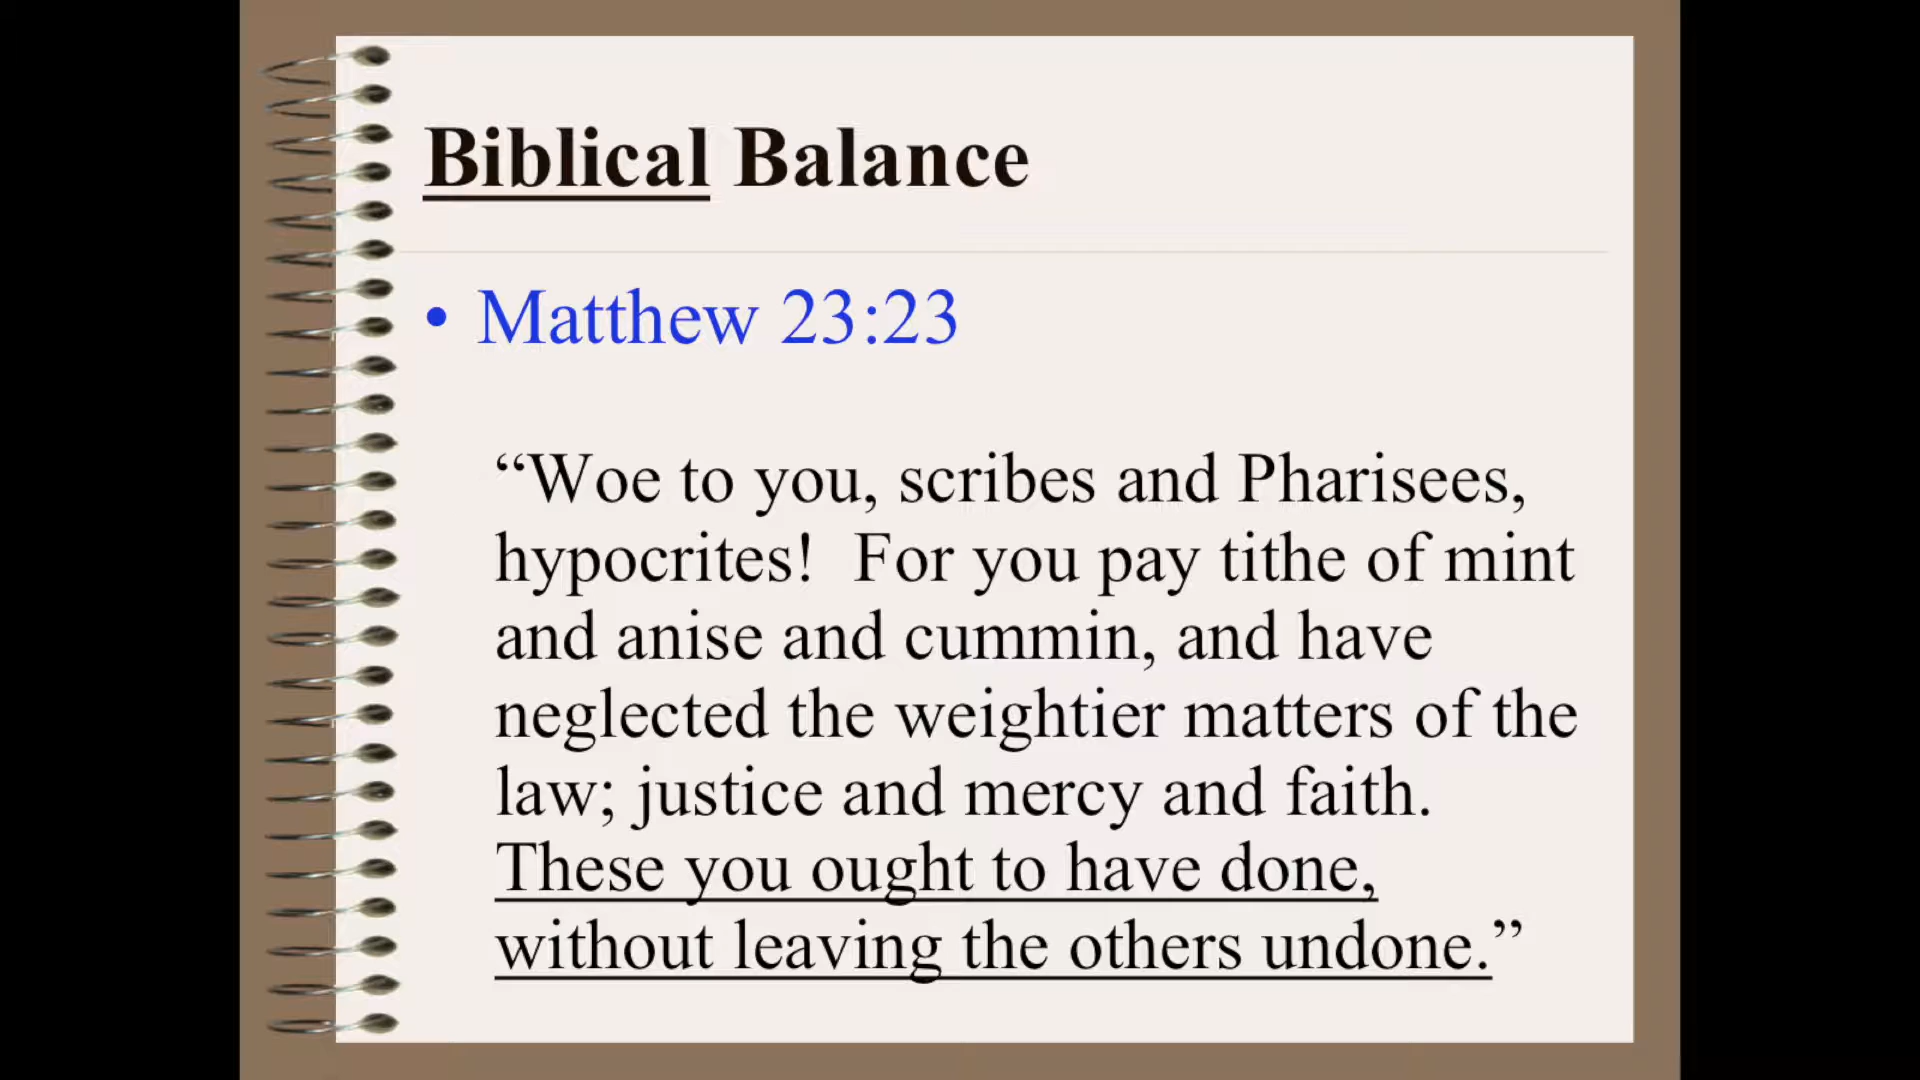 Biblical Balance
• Matthew 23:23
“Woe to you, scribes and Pharisees,
hypocrites!  For you pay tithe of mint
and anise and cummin, and have
neglected the weightier matters of the
law; justice and mercy and faith.
These you ought to have done,
without leaving the others undone.”